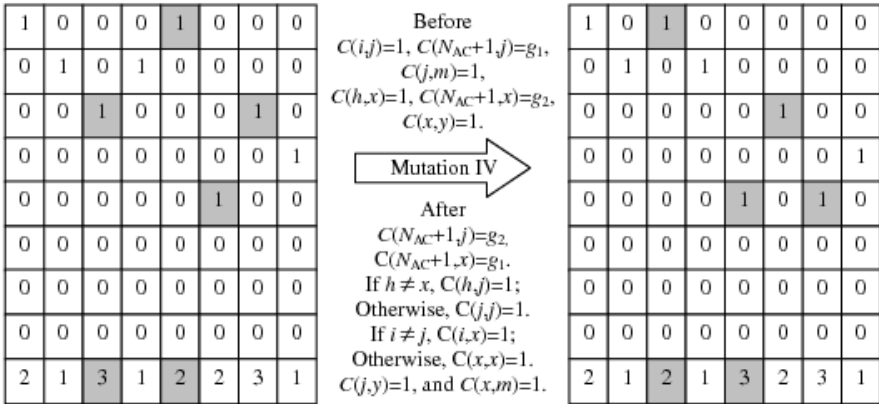 1 0 0 0 1 0 0 0
0 1 0 1 0 0 0 0
0 0 1 0 0 0 1 0
0 0 0 0 0 0 0 1
0 0 0 0 0 1 0 0
0 0 0 0 0 0 0 0
0 0 0 0 0 0 0 0
0 0 0 0 0 0 0 0
2 1 3 1 2 2 3 1
Before
C(i,j)=1, C(N_AC+1,j)=g₁,
C(j,m)=1,
C(h,x)=1, C(N_AC+1,x)=g₂,
C(x,y)=1.
Mutation IV
After
C(N_AC+1,j)=g₂,
C(N_AC+1,x)=g₁.
If h ≠ x, C(h,j)=1;
Otherwise, C(j,j)=1.
If i ≠ j, C(i,x)=1;
Otherwise, C(x,x)=1.
C(j,y)=1, and C(x,m)=1.
1 0 1 0 0 0 0 0
0 1 0 1 0 0 0 0
0 0 0 0 0 1 0 0
0 0 0 0 0 0 0 1
0 0 0 0 1 0 1 0
0 0 0 0 0 0 0 0
0 0 0 0 0 0 0 0
0 0 0 0 0 0 0 0
2 1 2 1 3 2 3 1